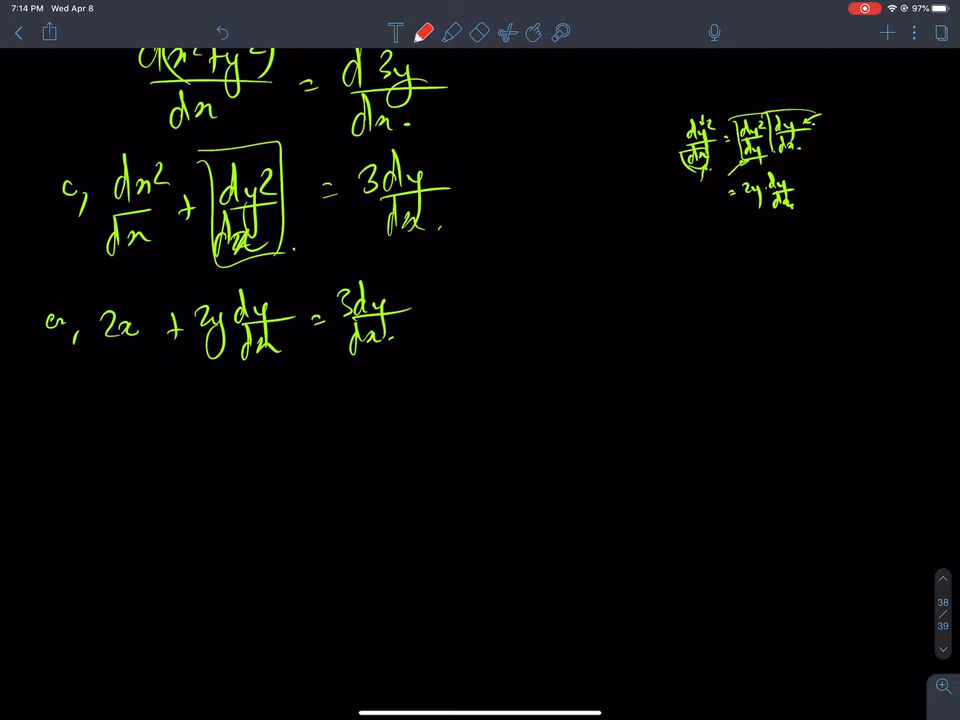 7:14 PM Wed Apr 8
97%
d(x² + y²)/dx = d 3y/dx.
dx²/dx + dy²/dx. = 3dy/dx.
2x + 2y dy/dx = 3dy/dx.
dy²/dx = dy²/dy . dy/dx.
= 2y . dy/dx
T
38
/
39